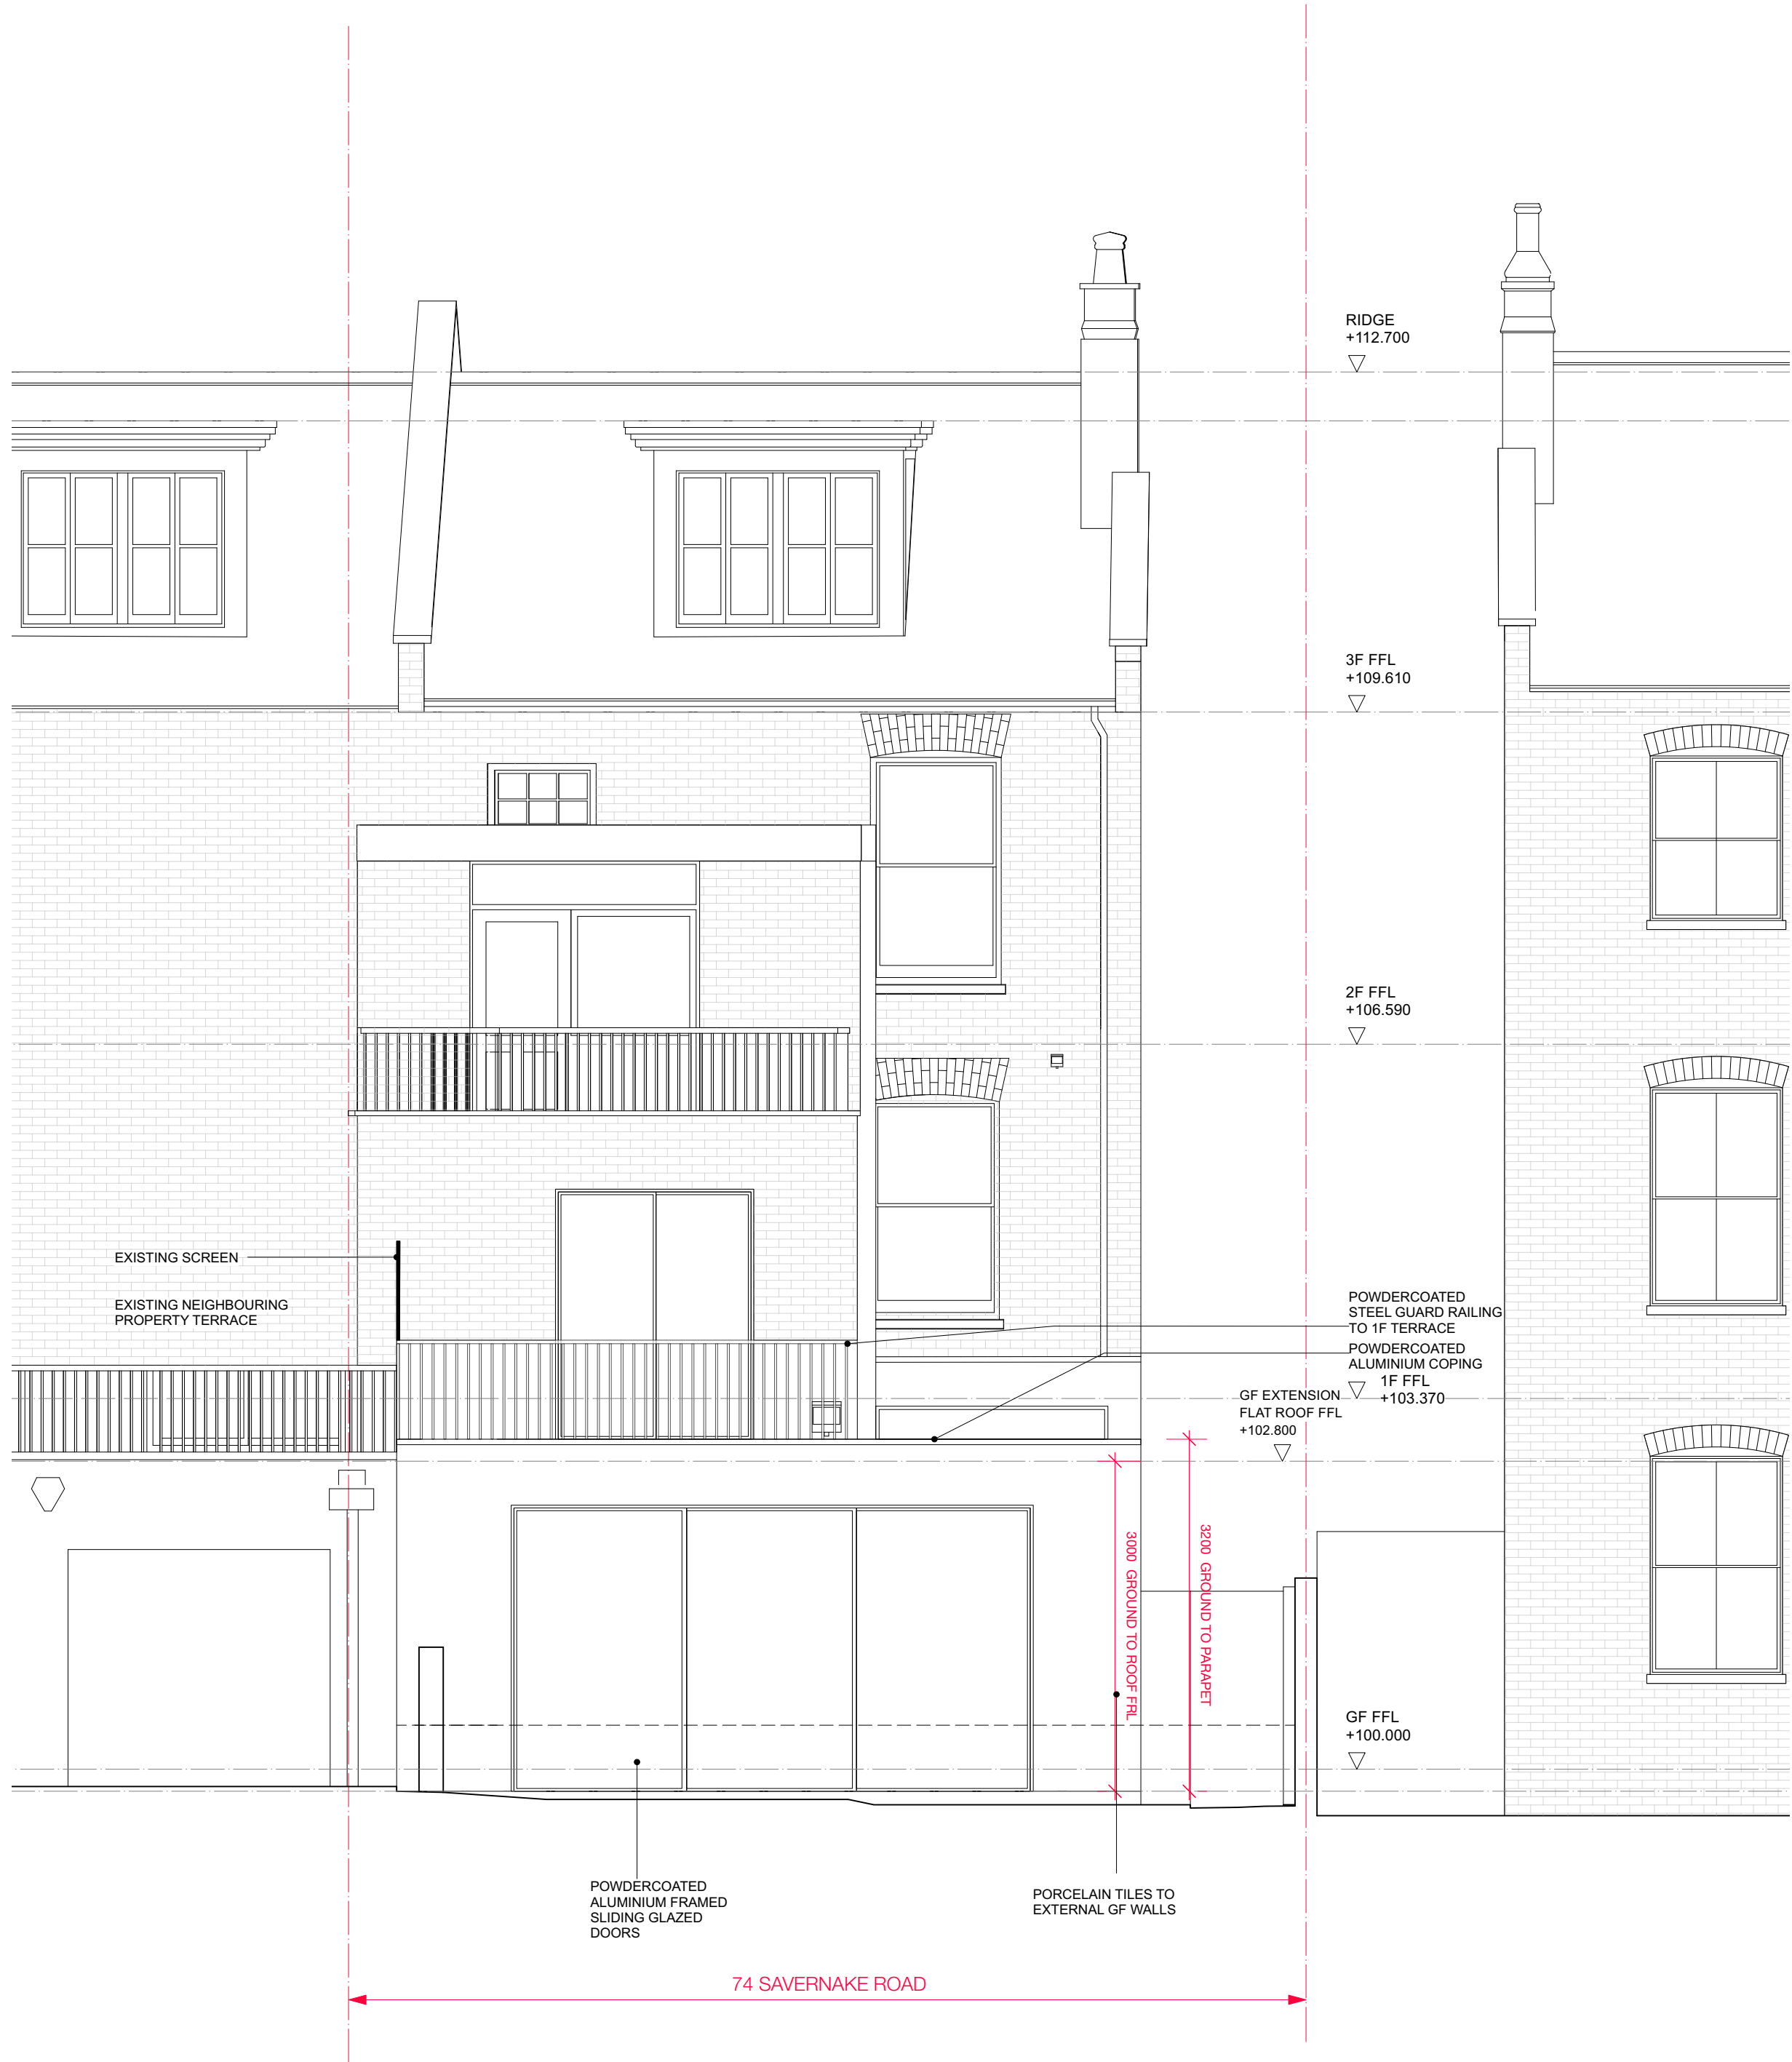 RIDGE
+112.700
3F FFL
+109.610
2F FFL
+106.590
EXISTING SCREEN
EXISTING NEIGHBOURING
PROPERTY TERRACE
POWDERCOATED
STEEL GUARD RAILING
TO 1F TERRACE
POWDERCOATED
ALUMINIUM COPING
1F FFL
+103.370
GF EXTENSION
FLAT ROOF FFL
+102.800
3000 GROUND TO ROOF FRL
3200 GROUND TO PARAPET
GF FFL
+100.000
POWDERCOATED
ALUMINIUM FRAMED
SLIDING GLAZED
DOORS
PORCELAIN TILES TO
EXTERNAL GF WALLS
74 SAVERNAKE ROAD